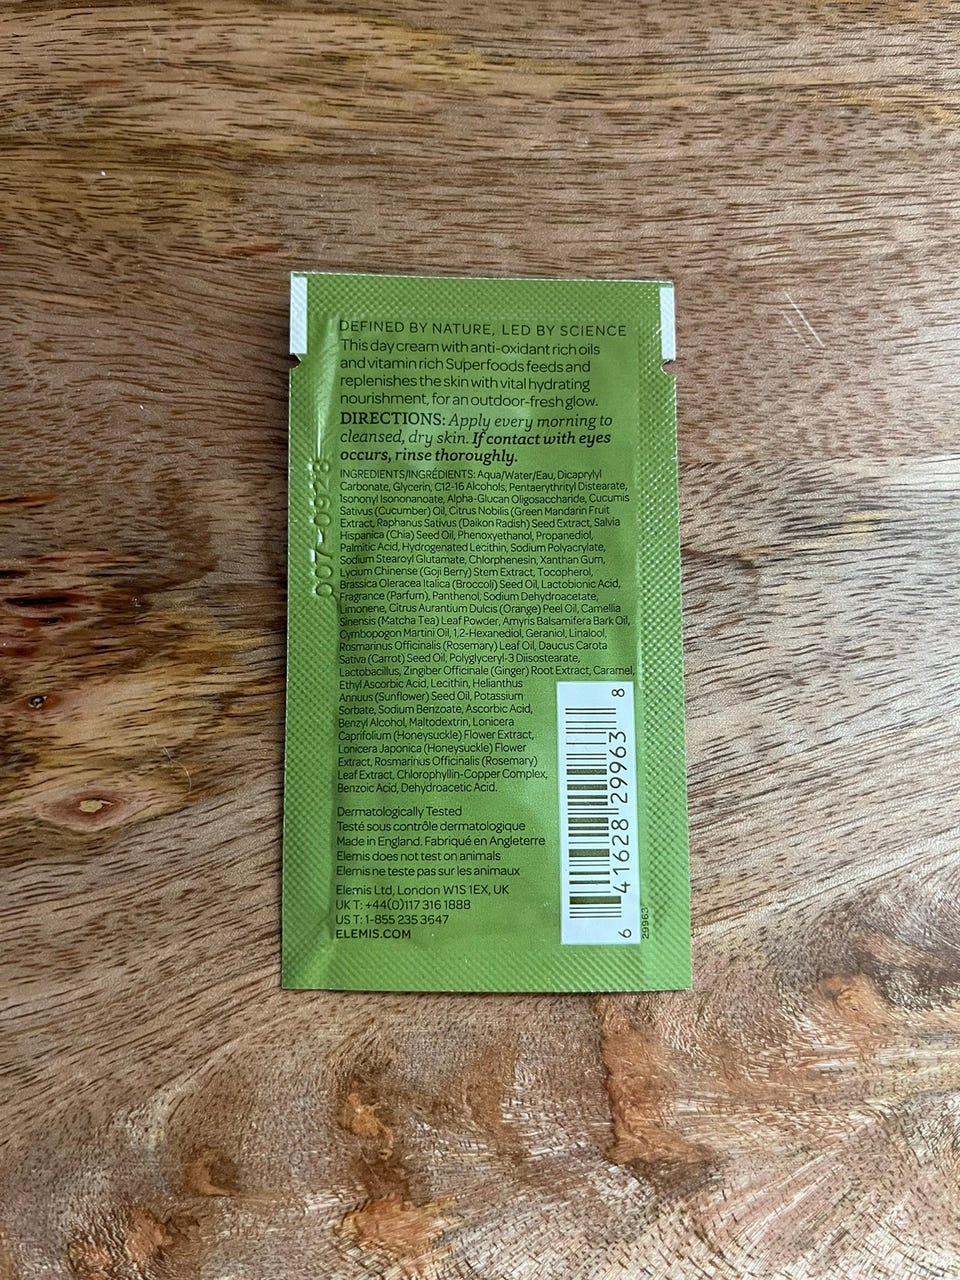 DEFINED BY NATURE, LED BY SCIENCE
This day cream with anti-oxidant rich oils
and vitamin rich Superfoods feeds and
replenishes the skin with vital hydrating
nourishment, for an outdoor-fresh glow.
DIRECTIONS: Apply every morning to
cleansed, dry skin. If contact with eyes
occurs, rinse thoroughly.
INGREDIENTS/INGRÉDIENTS: Aqua/Water/Eau, Dicaprylyl
Carbonate, Glycerin, C12-16 Alcohols, Pentaerythrityl Distearate,
Isononyl Isononanoate, Alpha-Glucan Oligosaccharide, Cucumis
Sativus (Cucumber) Oil, Citrus Nobilis (Green Mandarin Fruit
Extract, Raphanus Sativus (Daikon Radish) Seed Extract, Salvia
Hispanica (Chia) Seed Oil, Phenoxyethanol, Propanediol,
Palmitic Acid, Hydrogenated Lecithin, Sodium Polyacrylate,
Sodium Stearoyl Glutamate, Chlorphenesin, Xanthan Gum,
Lycium Chinense (Goji Berry) Stem Extract, Tocopherol,
Brassica Oleracea Italica (Broccoli) Seed Oil, Lactobionic Acid,
Fragrance (Parfum), Panthenol, Sodium Dehydroacetate,
Limonene, Citrus Aurantium Dulcis (Orange) Peel Oil, Camellia
Sinensis (Matcha Tea) Leaf Powder, Amyris Balsamifera Bark Oil,
Cymbopogon Martini Oil, 1,2-Hexanediol, Geraniol, Linalool,
Rosmarinus Officinalis (Rosemary) Leaf Oil, Daucus Carota
Sativa (Carrot) Seed Oil, Polyglyceryl-3 Diisostearate,
Lactobacillus, Zingiber Officinale (Ginger) Root Extract, Caramel,
Ethyl Ascorbic Acid, Lecithin, Helianthus
Annuus (Sunflower) Seed Oil, Potassium
Sorbate, Sodium Benzoate, Ascorbic Acid,
Benzyl Alcohol, Maltodextrin, Lonicera
Caprifolium (Honeysuckle) Flower Extract,
Lonicera Japonica (Honeysuckle) Flower
Extract, Rosmarinus Officinalis (Rosemary)
Leaf Extract, Chlorophyllin-Copper Complex,
Benzoic Acid, Dehydroacetic Acid.
Dermatologically Tested
Testé sous contrôle dermatologique
Made in England. Fabriqué en Angleterre
Elemis does not test on animals
Elemis ne teste pas sur les animaux
Elemis Ltd, London W1S 1EX, UK
UK T: +44(0)117 316 1888
US T: 1-855 235 3647
ELEMIS.COM
6 41628 29963 8
29963